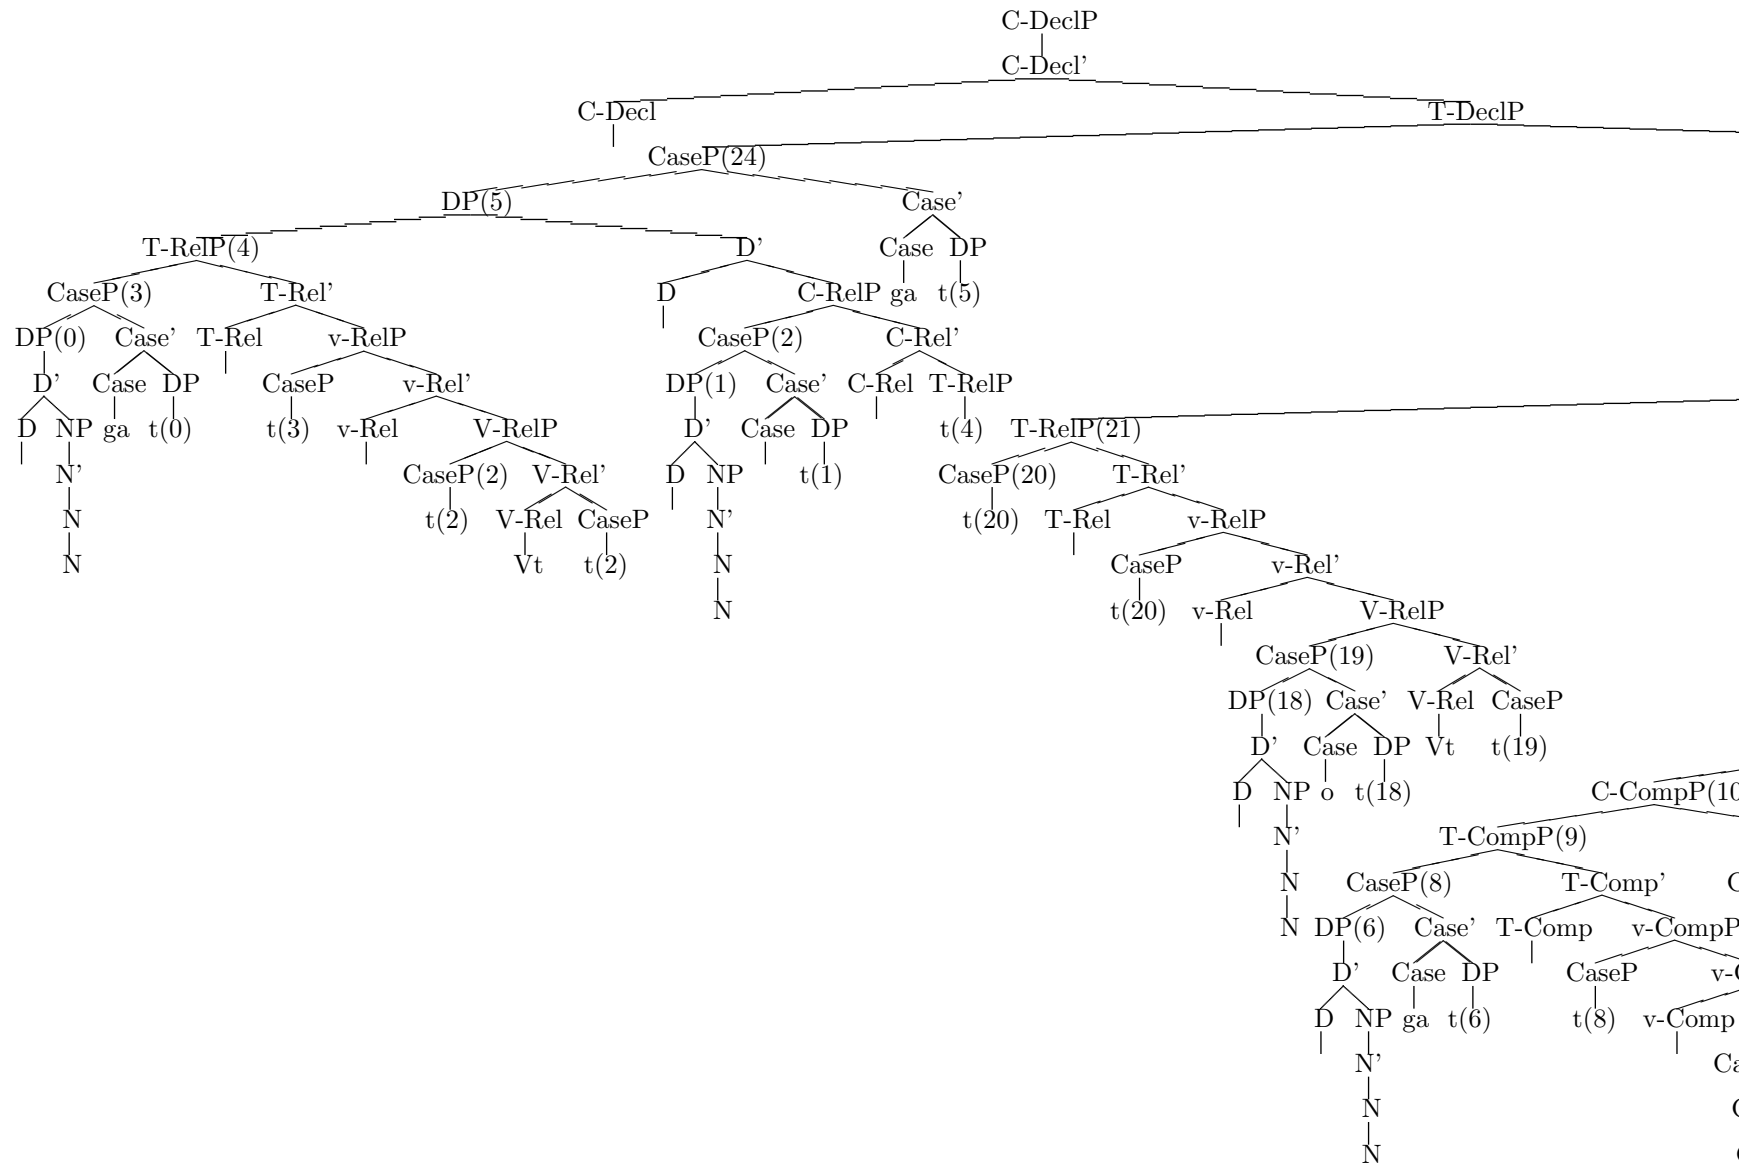 C-DeclP
C-Decl'
C-Decl T-DeclP
CaseP(24)
DP(5) Case'
T-RelP(4) D' Case DP
CaseP(3) T-Rel' D C-RelP ga t(5)
DP(0) Case' T-Rel v-RelP CaseP(2) C-Rel'
D' Case DP CaseP v-Rel' DP(1) Case' C-Rel T-RelP
D NP ga t(0) t(3) v-Rel V-RelP D' Case DP t(4) T-RelP(21)
N' CaseP(2) V-Rel' D NP t(1) CaseP(20) T-Rel'
N t(2) V-Rel CaseP N' t(20) T-Rel v-RelP
N Vt t(2) N CaseP v-Rel'
N t(20) v-Rel V-RelP
CaseP(19) V-Rel'
DP(18) Case' V-Rel CaseP
D' Case DP Vt t(19)
D NP o t(18) C-CompP(10
N' T-CompP(9)
N CaseP(8) T-Comp'
N DP(6) Case' T-Comp v-CompP
D' Case DP CaseP
D NP ga t(6) t(8) v-Comp
N'
N
N